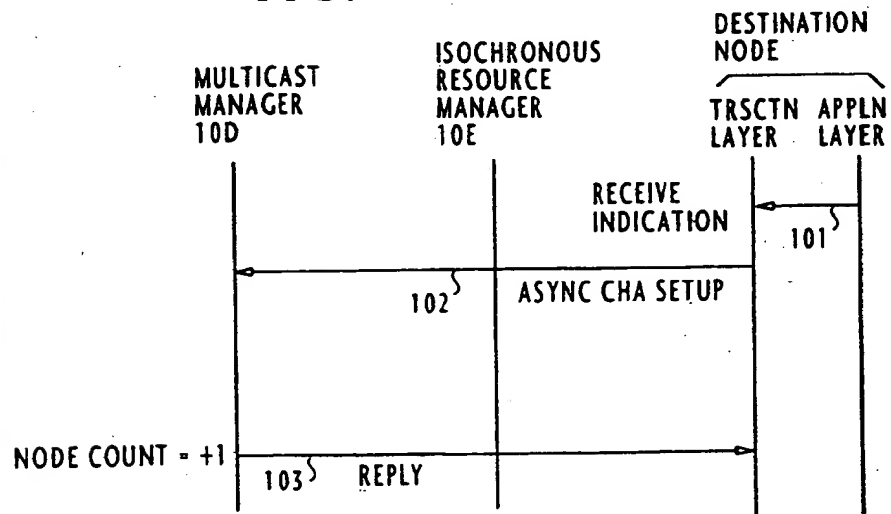 DESTINATION
NODE
MULTICAST
MANAGER
10D
ISOCHRONOUS
RESOURCE
MANAGER
10E
TRSCTN
LAYER
APPLN
LAYER
RECEIVE
INDICATION
101
102
ASYNC CHA SETUP
NODE COUNT = +1
103
REPLY